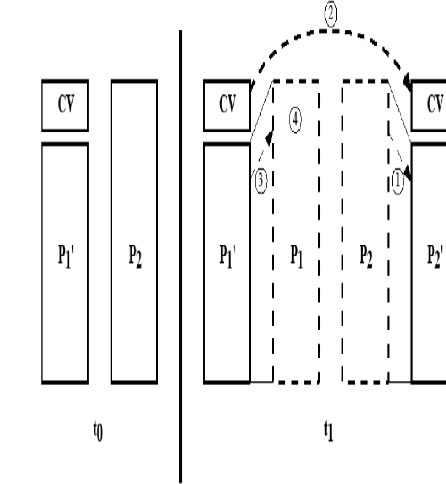 ②
CV CV CV
④
③ ①
P₁' P₂ P₁' P₁ P₂ P₂'
t₀ t₁